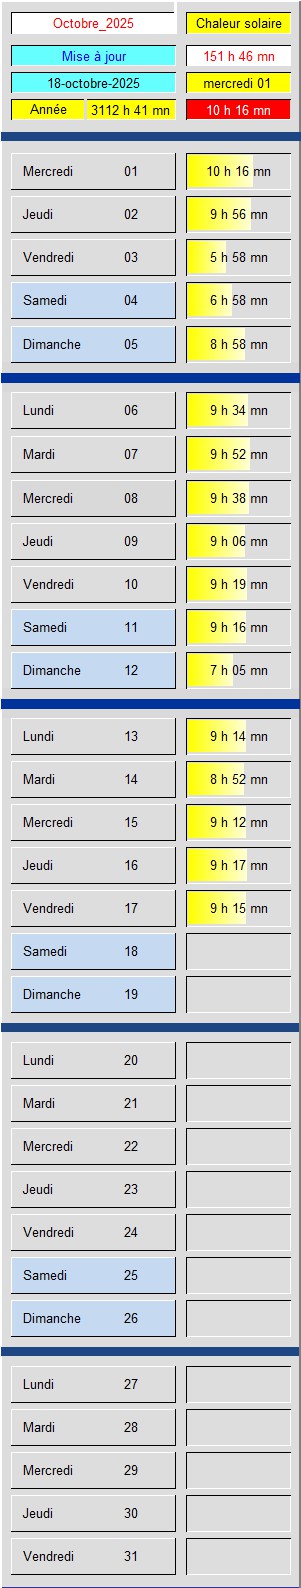 Octobre_2025 Chaleur solaire
Mise à jour 151 h 46 mn
18-octobre-2025 mercredi 01
Année 3112 h 41 mn 10 h 16 mn
Mercredi 01 10 h 16 mn
Jeudi 02 9 h 56 mn
Vendredi 03 5 h 58 mn
Samedi 04 6 h 58 mn
Dimanche 05 8 h 58 mn
Lundi 06 9 h 34 mn
Mardi 07 9 h 52 mn
Mercredi 08 9 h 38 mn
Jeudi 09 9 h 06 mn
Vendredi 10 9 h 19 mn
Samedi 11 9 h 16 mn
Dimanche 12 7 h 05 mn
Lundi 13 9 h 14 mn
Mardi 14 8 h 52 mn
Mercredi 15 9 h 12 mn
Jeudi 16 9 h 17 mn
Vendredi 17 9 h 15 mn
Samedi 18
Dimanche 19
Lundi 20
Mardi 21
Mercredi 22
Jeudi 23
Vendredi 24
Samedi 25
Dimanche 26
Lundi 27
Mardi 28
Mercredi 29
Jeudi 30
Vendredi 31